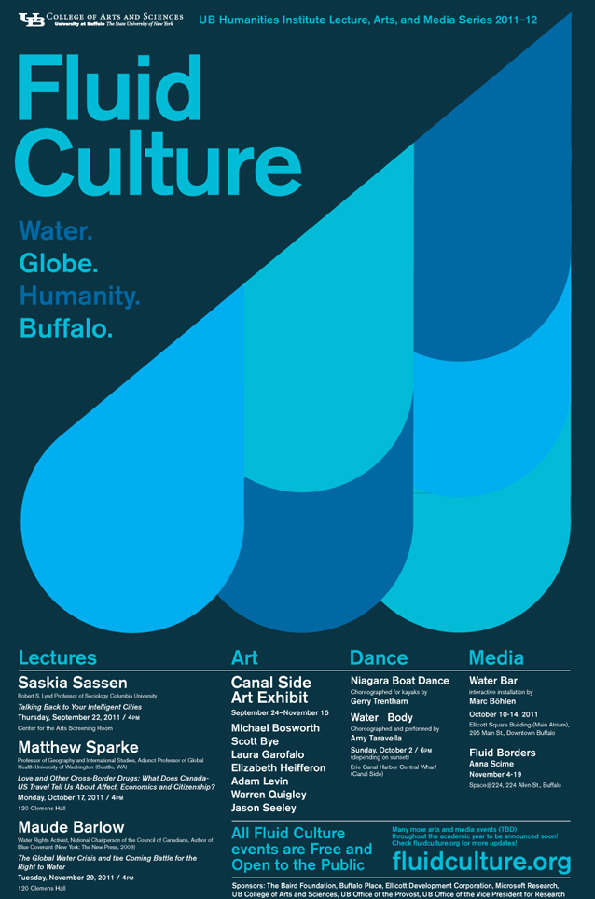 UB College of Arts and Sciences
University at Buffalo The State University of New York
UB Humanities Institute Lecture, Arts, and Media Series 2011–12
Fluid
Culture
Water.
Globe.
Humanity.
Buffalo.
Lectures
Saskia Sassen
Robert S. Lynd Professor of Sociology Columbia University
Talking Back to Your Intelligent Cities
Thursday, September 22, 2011 / 4PM
Center for the Arts Screening Room
Matthew Sparke
Professor of Geography and International Studies, Adjunct Professor of Global
Health University of Washington (Seattle, WA)
Love and Other Cross-Border Drugs: What Does Canada-
US Travel Tell Us About Affect, Economics and Citizenship?
Monday, October 17, 2011 / 4PM
120 Clemens Hall
Maude Barlow
Water Rights Activist, National Chairperson of the Council of Canadians, Author of
Blue Covenant (New York: The New Press, 2009)
The Global Water Crisis and the Coming Battle for the
Right to Water
Tuesday, November 29, 2011 / 4PM
120 Clemens Hall
Art
Canal Side
Art Exhibit
September 24–November 15
Michael Bosworth
Scott Bye
Laura Garofalo
Elizabeth Heifferon
Adam Levin
Warren Quigley
Jason Seeley
Dance
Niagara Boat Dance
Choreographed for kayaks by
Gerry Trentham
Water Body
Choreographed and performed by
Amy Taravella
Sunday, October 2 / 6PM
(depending on sunset)
Erie Canal Harbor Central Wharf
(Canal Side)
Media
Water Bar
interactive installation by
Marc Böhlen
October 10-14, 2011
Ellicott Square Building (Main Atrium),
295 Main St., Downtown Buffalo
Fluid Borders
Anna Scime
November 4-19
Space@224, 224 Allen St., Buffalo
All Fluid Culture
events are Free and
Open to the Public
Many more arts and media events (TBD)
throughout the academic year to be announced soon!
Check fluidculture.org for more updates!
fluidculture.org
Sponsors: The Baird Foundation, Buffalo Place, Ellicott Development Corporation, Microsoft Research,
UB College of Arts and Sciences, UB Office of the Provost, UB Office of the Vice President for Research